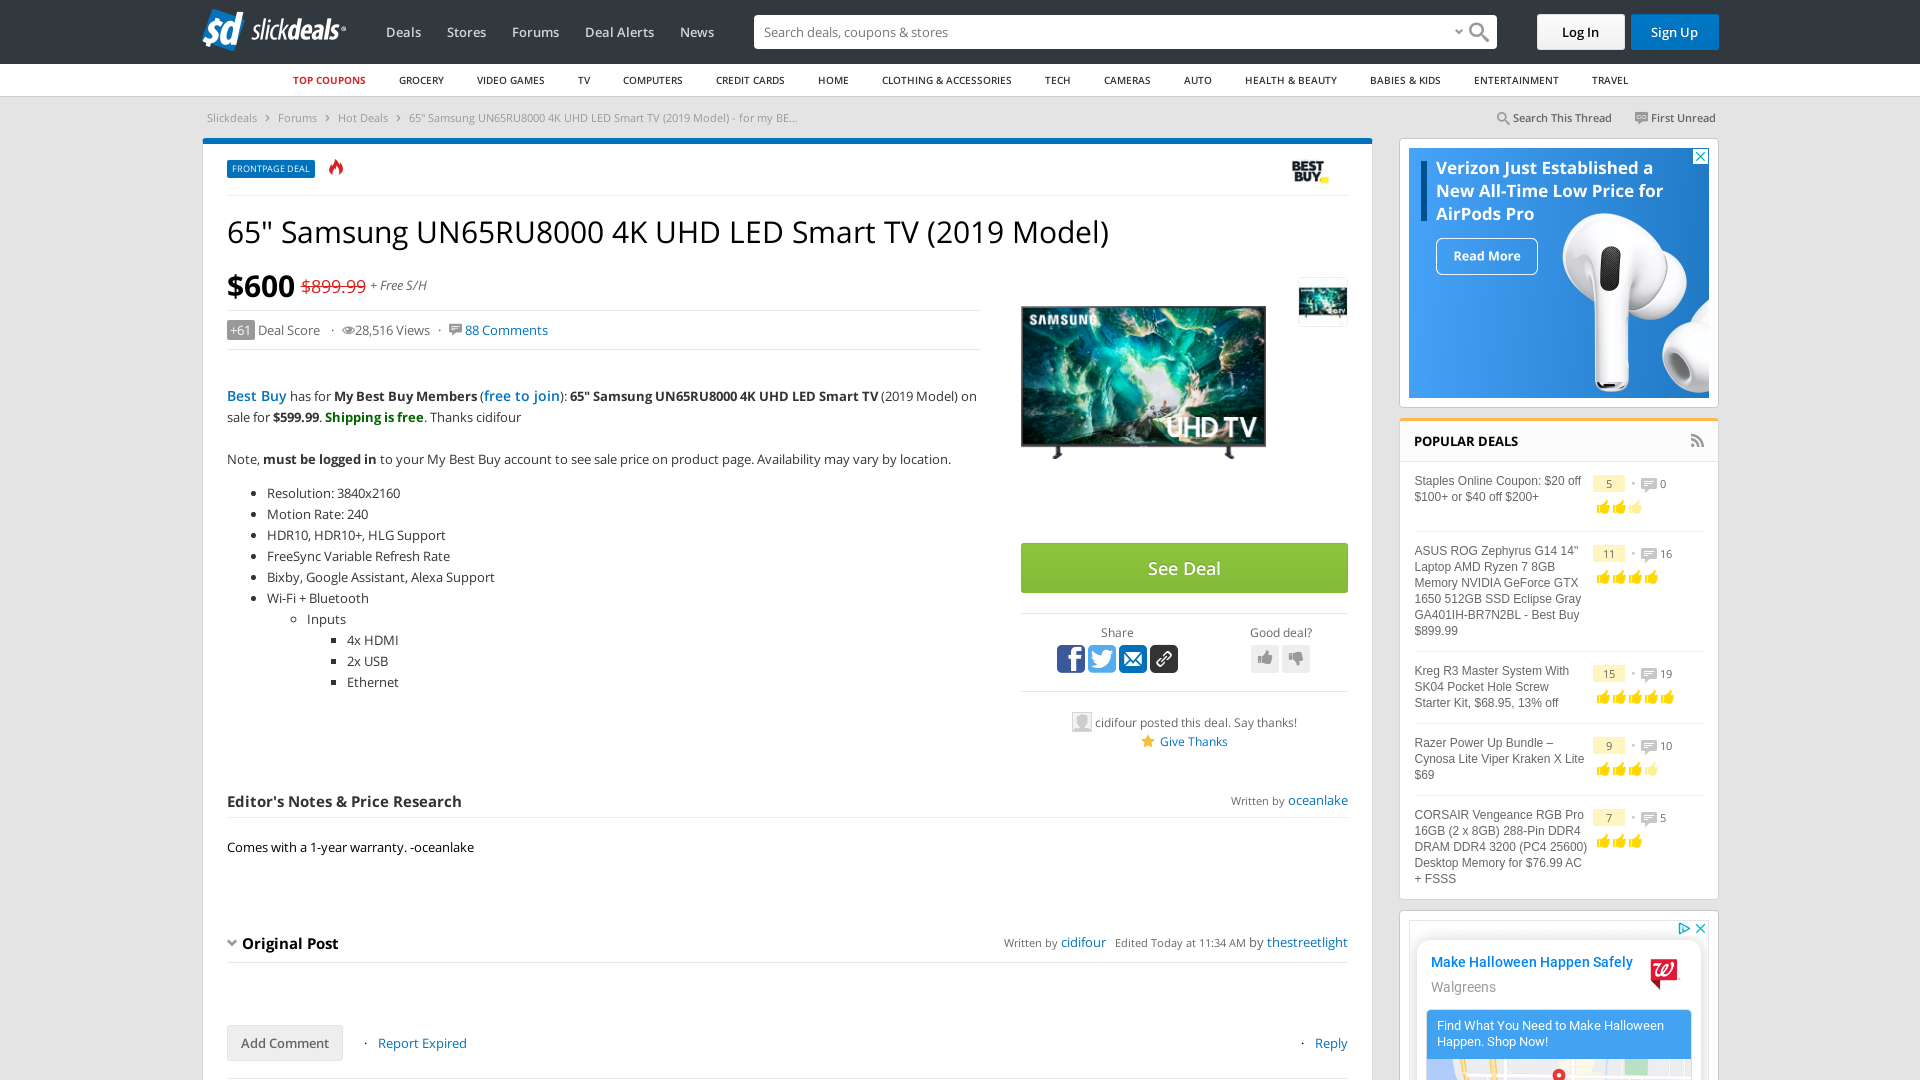 slickdeals
Deals
Stores
Forums
Deal Alerts
News
Search deals, coupons & stores
Log In
Sign Up
TOP COUPONS
GROCERY
VIDEO GAMES
TV
COMPUTERS
CREDIT CARDS
HOME
CLOTHING & ACCESSORIES
TECH
CAMERAS
AUTO
HEALTH & BEAUTY
BABIES & KIDS
ENTERTAINMENT
TRAVEL
Slickdeals › Forums › Hot Deals › 65" Samsung UN65RU8000 4K UHD LED Smart TV (2019 Model) - for my BE...
Search This Thread
First Unread
FRONTPAGE DEAL
BEST
BUY
65" Samsung UN65RU8000 4K UHD LED Smart TV (2019 Model)
$600 $899.99 + Free S/H
+61 Deal Score · 28,516 Views · 88 Comments
Best Buy has for My Best Buy Members (free to join): 65" Samsung UN65RU8000 4K UHD LED Smart TV (2019 Model) on
sale for $599.99. Shipping is free. Thanks cidifour
Note, must be logged in to your My Best Buy account to see sale price on product page. Availability may vary by location.
Resolution: 3840x2160
Motion Rate: 240
HDR10, HDR10+, HLG Support
FreeSync Variable Refresh Rate
Bixby, Google Assistant, Alexa Support
Wi-Fi + Bluetooth
Inputs
4x HDMI
2x USB
Ethernet
SAMSUNG
UHD TV
See Deal
Share
Good deal?
cidifour posted this deal. Say thanks!
Give Thanks
Editor's Notes & Price Research
Written by oceanlake
Comes with a 1-year warranty. -oceanlake
Original Post
Written by cidifour Edited Today at 11:34 AM by thestreetlight
Add Comment
· Report Expired
· Reply
Verizon Just Established a
New All-Time Low Price for
AirPods Pro
Read More
POPULAR DEALS
Staples Online Coupon: $20 off
$100+ or $40 off $200+
5 • 0
ASUS ROG Zephyrus G14 14"
Laptop AMD Ryzen 7 8GB
Memory NVIDIA GeForce GTX
1650 512GB SSD Eclipse Gray
GA401IH-BR7N2BL - Best Buy
$899.99
11 • 16
Kreg R3 Master System With
SK04 Pocket Hole Screw
Starter Kit, $68.95, 13% off
15 • 19
Razer Power Up Bundle –
Cynosa Lite Viper Kraken X Lite
$69
9 • 10
CORSAIR Vengeance RGB Pro
16GB (2 x 8GB) 288-Pin DDR4
DRAM DDR4 3200 (PC4 25600)
Desktop Memory for $76.99 AC
+ FSSS
7 • 5
Make Halloween Happen Safely
Walgreens
Find What You Need to Make Halloween
Happen. Shop Now!